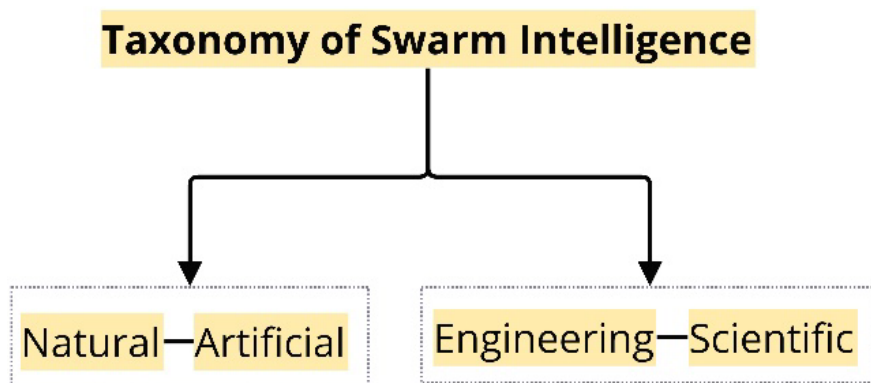 Taxonomy of Swarm Intelligence
Natural Artificial
Engineering Scientific